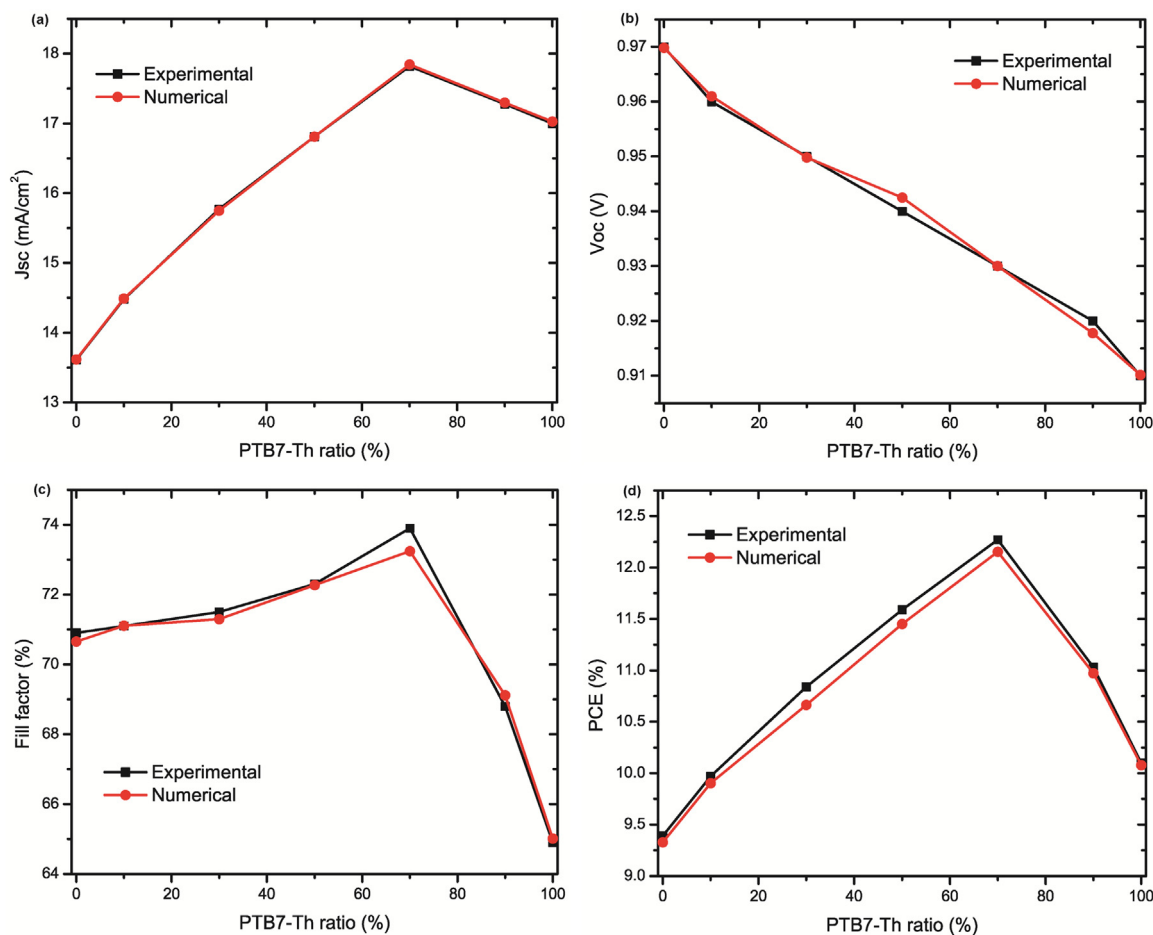 (a)
18
17
16
15
14
13
Jsc (mA/cm²)
Experimental
Numerical
0 20 40 60 80 100
PTB7-Th ratio (%)
(b)
0.97
0.96
0.95
0.94
0.93
0.92
0.91
Voc (V)
Experimental
Numerical
0 20 40 60 80 100
PTB7-Th ratio (%)
(c)
74
72
70
68
66
64
Fill factor (%)
Experimental
Numerical
0 20 40 60 80 100
PTB7-Th ratio (%)
(d)
12.5
12.0
11.5
11.0
10.5
10.0
9.5
9.0
PCE (%)
Experimental
Numerical
0 20 40 60 80 100
PTB7-Th ratio (%)